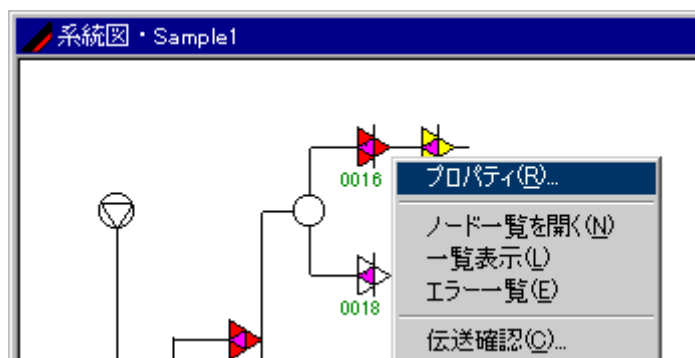 系統図・Sample1
0016
プロパティ(R)...
ノード一覧を開く(N)
一覧表示(L)
エラー一覧(E)
0018
伝送確認(C)...